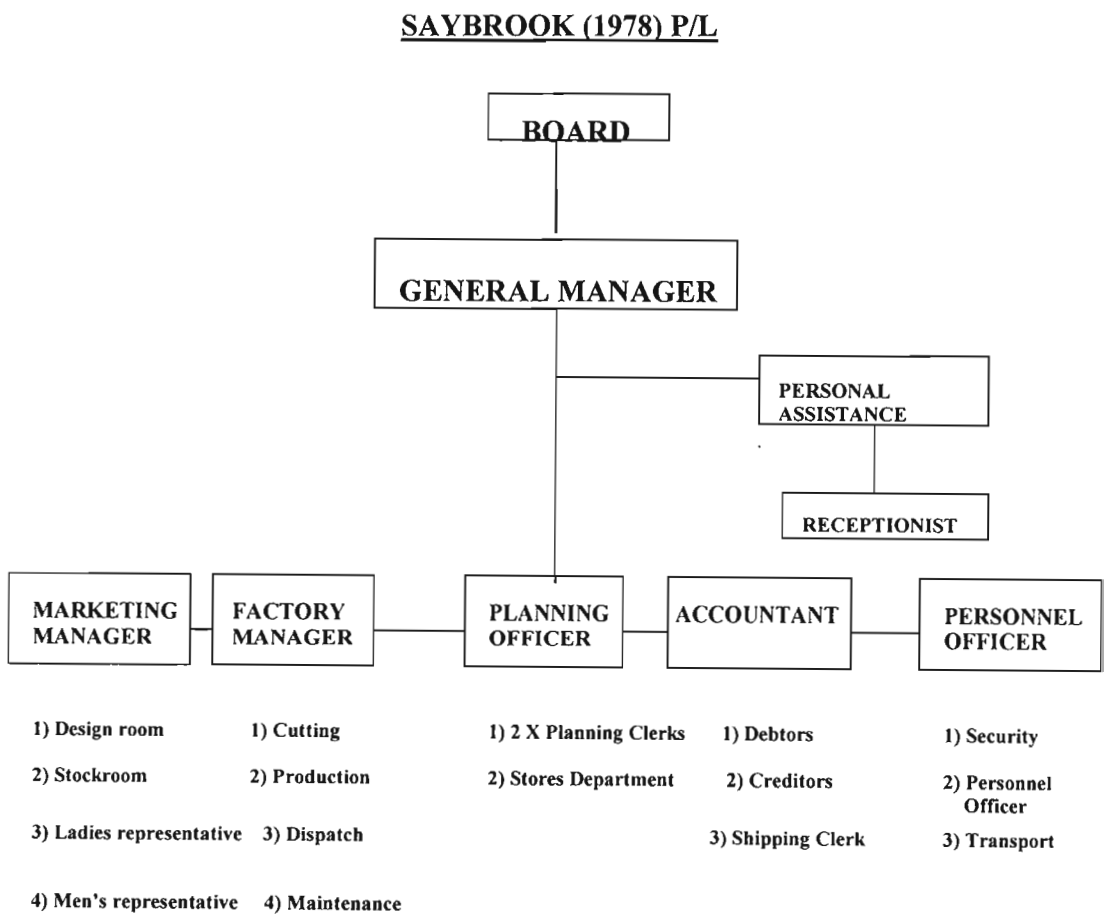 SAYBROOK (1978) P/L
BOARD
GENERAL MANAGER
PERSONAL
ASSISTANCE
RECEPTIONIST
MARKETING
MANAGER
FACTORY
MANAGER
PLANNING
OFFICER
ACCOUNTANT
PERSONNEL
OFFICER
1) Design room
2) Stockroom
3) Ladies representative
4) Men's representative
1) Cutting
2) Production
3) Dispatch
4) Maintenance
1) 2 X Planning Clerks
2) Stores Department
1) Debtors
2) Creditors
3) Shipping Clerk
1) Security
2) Personnel
Officer
3) Transport